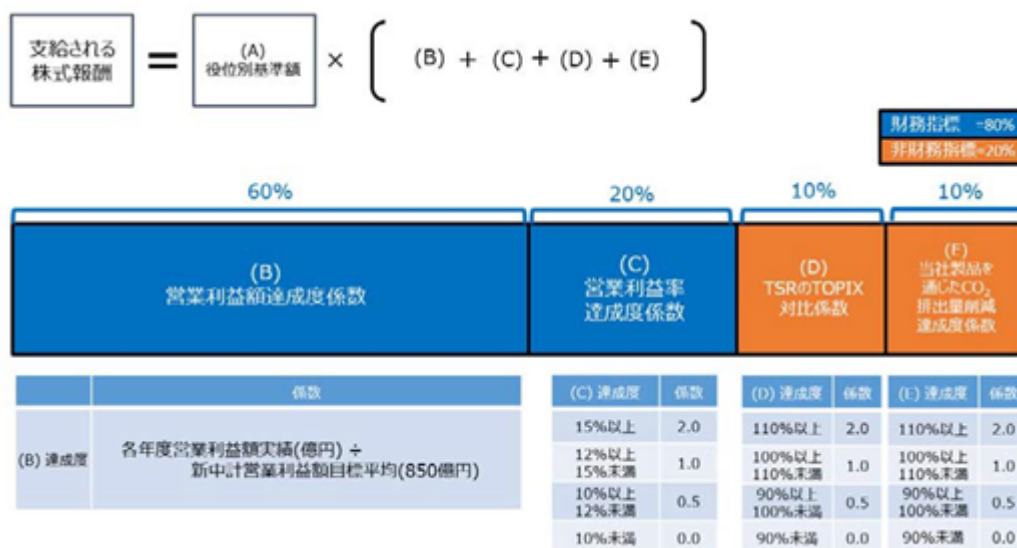 支給される
株式報酬
=
(A)
役位別基準額
×
( (B) + (C) + (D) + (E) )
財務指標 =80%
非財務指標=20%
60%
20%
10%
10%
(B)
営業利益額達成度係数
(C)
営業利益率
達成度係数
(D)
TSRのTOPIX
対比係数
(E)
当社製品を
通じたCO₂
排出量削減
達成度係数
係数
(B) 達成度
各年度営業利益額実績(億円) ÷
新中計営業利益額目標平均(850億円)
(C) 達成度 係数
15%以上 2.0
12%以上
15%未満 1.0
10%以上
12%未満 0.5
10%未満 0.0
(D) 達成度 係数
110%以上 2.0
100%以上
110%未満 1.0
90%以上
100%未満 0.5
90%未満 0.0
(E) 達成度 係数
110%以上 2.0
100%以上
110%未満 1.0
90%以上
100%未満 0.5
90%未満 0.0